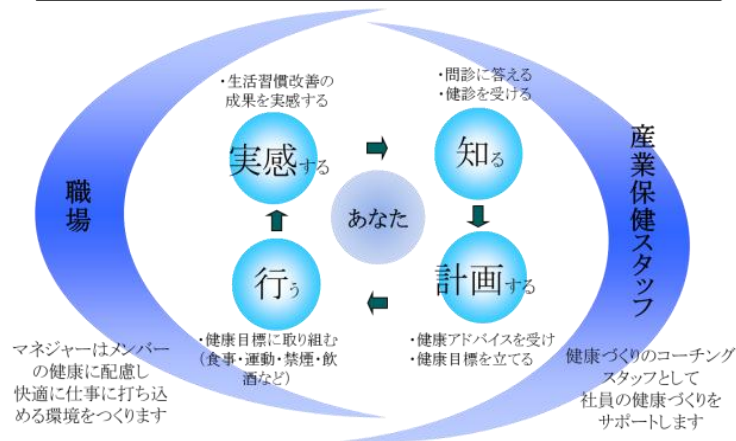 ・生活習慣改善の
成果を実感する
・問診に答える
・健診を受ける
実感する
知る
職場
あなた
産業保健スタッフ
行う
計画する
・健康目標に取り組む
（食事・運動・禁煙・飲
酒など）
・健康アドバイスを受け
・健康目標を立てる
マネジャーはメンバー
の健康に配慮し
快適に仕事に打ち込
める環境をつくります
健康づくりのコーチング
スタッフとして
社員の健康づくりを
サポートします